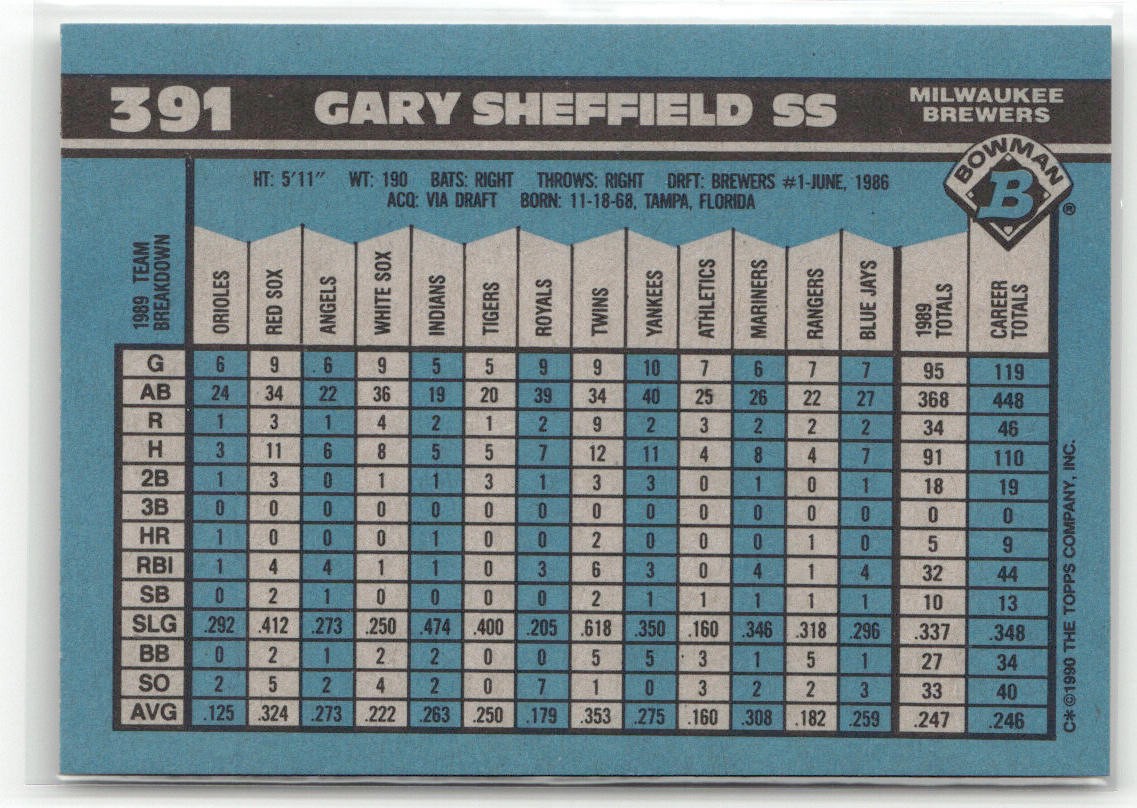 391 GARY SHEFFIELD SS MILWAUKEE
BREWERS
BOWMAN
B
®
HT: 5'11" WT: 190 BATS: RIGHT THROWS: RIGHT DRFT: BREWERS #1-JUNE, 1986
ACQ: VIA DRAFT BORN: 11-18-68, TAMPA, FLORIDA
1989 TEAM BREAKDOWN ORIOLES RED SOX ANGELS WHITE SOX INDIANS TIGERS ROYALS TWINS YANKEES ATHLETICS MARINERS RANGERS BLUE JAYS 1989 TOTALS CAREER TOTALS
G 6 9 6 9 5 5 9 9 10 7 6 7 7 95 119
AB 24 34 22 36 19 20 39 34 40 25 26 22 27 368 448
R 1 3 1 4 2 1 2 9 2 3 2 2 2 34 46
H 3 11 6 8 5 5 7 12 11 4 8 4 7 91 110
2B 1 3 0 1 1 3 1 3 3 0 1 0 1 18 19
3B 0 0 0 0 0 0 0 0 0 0 0 0 0 0 0
HR 1 0 0 0 1 0 0 2 0 0 0 1 0 5 9
RBI 1 4 4 1 1 0 3 6 3 0 4 1 4 32 44
SB 0 2 1 0 0 0 0 2 1 1 1 1 1 10 13
SLG .292 .412 .273 .250 .474 .400 .205 .618 .350 .160 .346 .318 .296 .337 .348
BB 0 2 1 2 2 0 0 5 5 3 1 5 1 27 34
SO 2 5 2 4 2 0 7 1 0 3 2 2 3 33 40
AVG .125 .324 .273 .222 .263 .250 .179 .353 .275 .160 .308 .182 .259 .247 .246
C* ©1990 THE TOPPS COMPANY, INC.